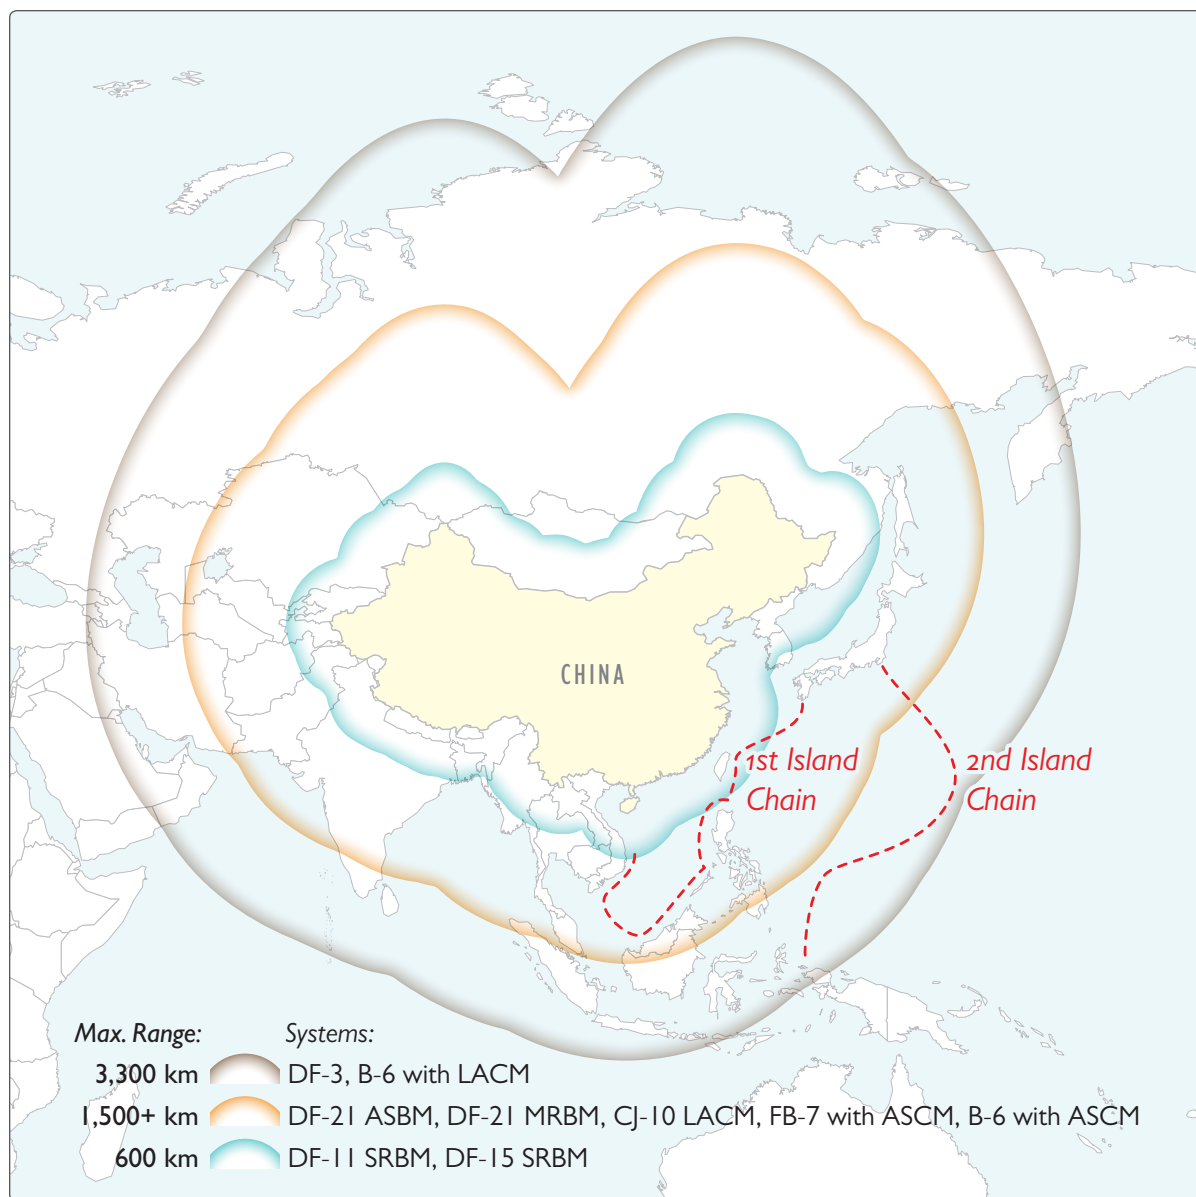 CHINA
1st Island
Chain
2nd Island
Chain
Max. Range: Systems:
3,300 km DF-3, B-6 with LACM
1,500+ km DF-21 ASBM, DF-21 MRBM, CJ-10 LACM, FB-7 with ASCM, B-6 with ASCM
600 km DF-11 SRBM, DF-15 SRBM